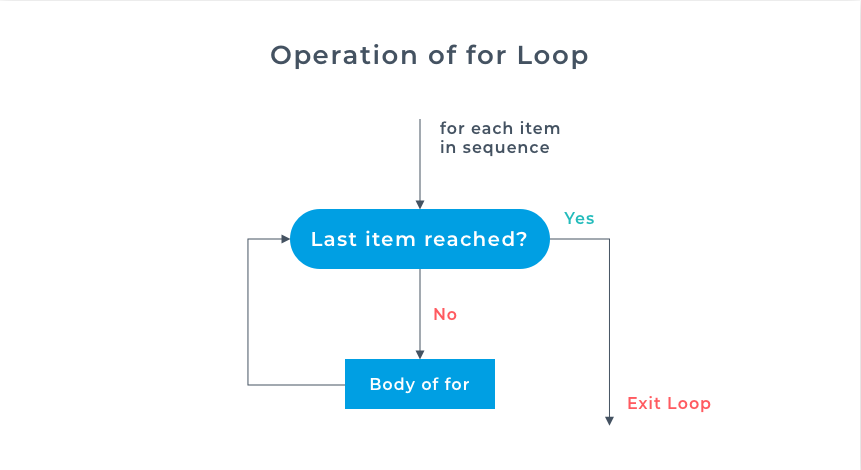 Operation of for Loop
for each item
in sequence
Yes
Last item reached?
No
Body of for
Exit Loop